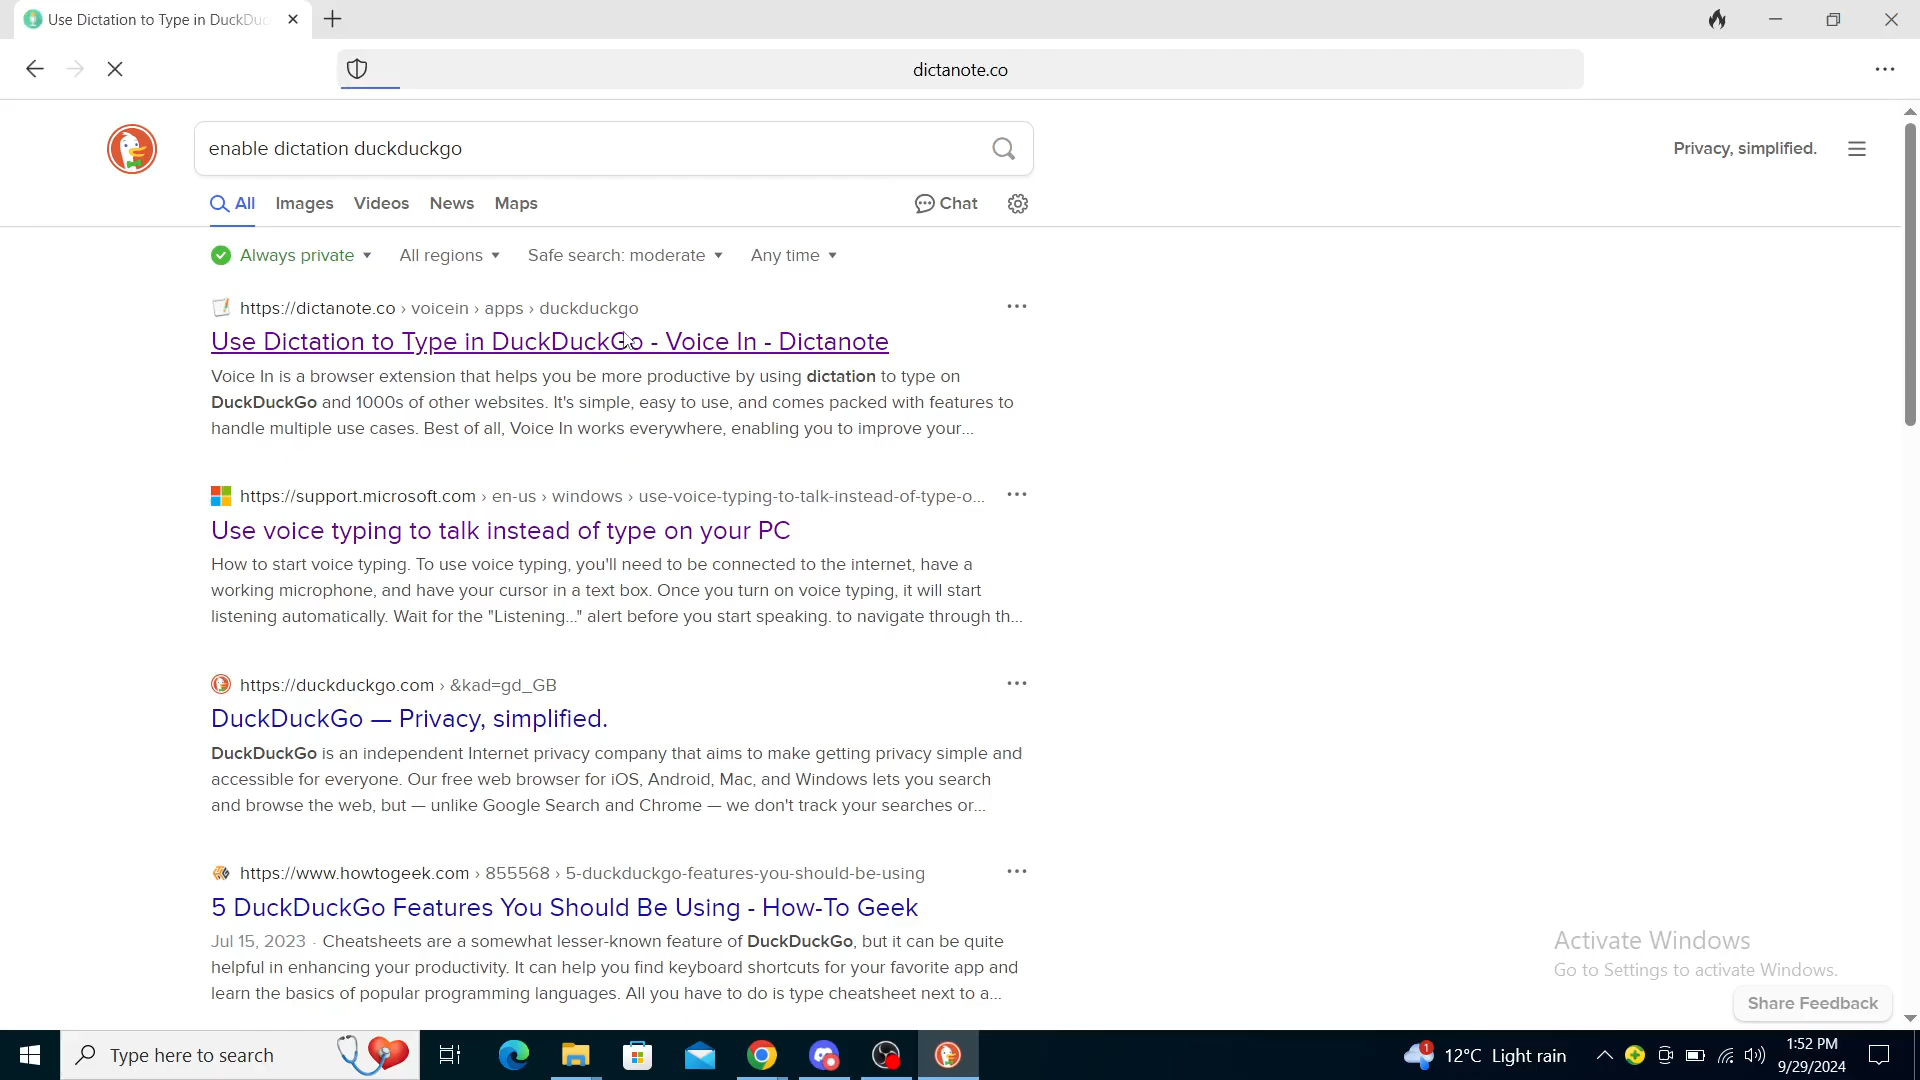 Use Dictation to Type in DuckDuc
dictanote.co
enable dictation duckduckgo
Privacy, simplified.
All Images Videos News Maps Chat
Always private All regions Safe search: moderate Any time
https://dictanote.co › voicein › apps › duckduckgo
Use Dictation to Type in DuckDuckGo - Voice In - Dictanote
Voice In is a browser extension that helps you be more productive by using dictation to type on
DuckDuckGo and 1000s of other websites. It's simple, easy to use, and comes packed with features to
handle multiple use cases. Best of all, Voice In works everywhere, enabling you to improve your...
https://support.microsoft.com › en-us › windows › use-voice-typing-to-talk-instead-of-type-o...
Use voice typing to talk instead of type on your PC
How to start voice typing. To use voice typing, you'll need to be connected to the internet, have a
working microphone, and have your cursor in a text box. Once you turn on voice typing, it will start
listening automatically. Wait for the "Listening..." alert before you start speaking. to navigate through th...
https://duckduckgo.com › &kad=gd_GB
DuckDuckGo — Privacy, simplified.
DuckDuckGo is an independent Internet privacy company that aims to make getting privacy simple and
accessible for everyone. Our free web browser for iOS, Android, Mac, and Windows lets you search
and browse the web, but — unlike Google Search and Chrome — we don't track your searches or...
https://www.howtogeek.com › 855568 › 5-duckduckgo-features-you-should-be-using
5 DuckDuckGo Features You Should Be Using - How-To Geek
Jul 15, 2023 · Cheatsheets are a somewhat lesser-known feature of DuckDuckGo, but it can be quite
helpful in enhancing your productivity. It can help you find keyboard shortcuts for your favorite app and
learn the basics of popular programming languages. All you have to do is type cheatsheet next to a...
Activate Windows
Go to Settings to activate Windows.
Share Feedback
Type here to search
1
12°C Light rain
1:52 PM
9/29/2024